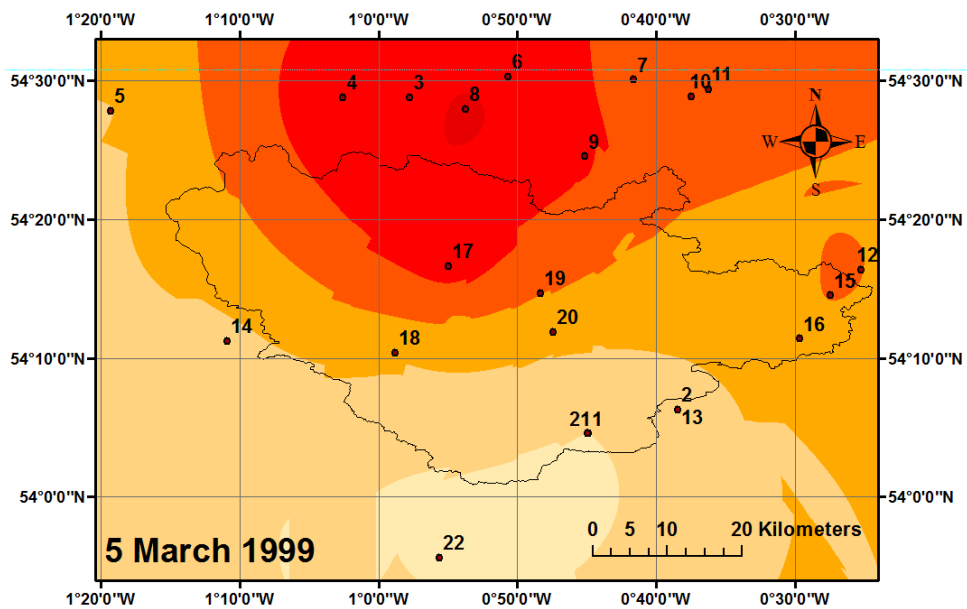 1°20'0"W 1°10'0"W 1°00'0"W 0°50'0"W 0°40'0"W 0°30'0"W
54°30'0"N 54°30'0"N
6 7
4 3 8 10 11
5
N
W E
S
9
54°20'0"N 54°20'0"N
17 12
19 15
14 18 20 16
54°10'0"N 54°10'0"N
2
211 13
54°0'0"N 54°0'0"N
0 5 10 20 Kilometers
5 March 1999 22
1°20'0"W 1°10'0"W 1°00'0"W 0°50'0"W 0°40'0"W 0°30'0"W